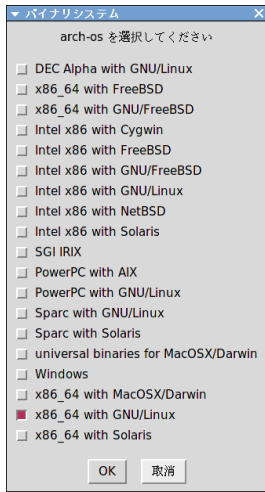 バイナリシステム
arch-os を選択してください
DEC Alpha with GNU/Linux
x86_64 with FreeBSD
x86_64 with GNU/FreeBSD
Intel x86 with Cygwin
Intel x86 with FreeBSD
Intel x86 with GNU/FreeBSD
Intel x86 with GNU/Linux
Intel x86 with NetBSD
Intel x86 with Solaris
SGI IRIX
PowerPC with AIX
PowerPC with GNU/Linux
Sparc with GNU/Linux
Sparc with Solaris
universal binaries for MacOSX/Darwin
Windows
x86_64 with MacOSX/Darwin
x86_64 with GNU/Linux
x86_64 with Solaris
OK 取消